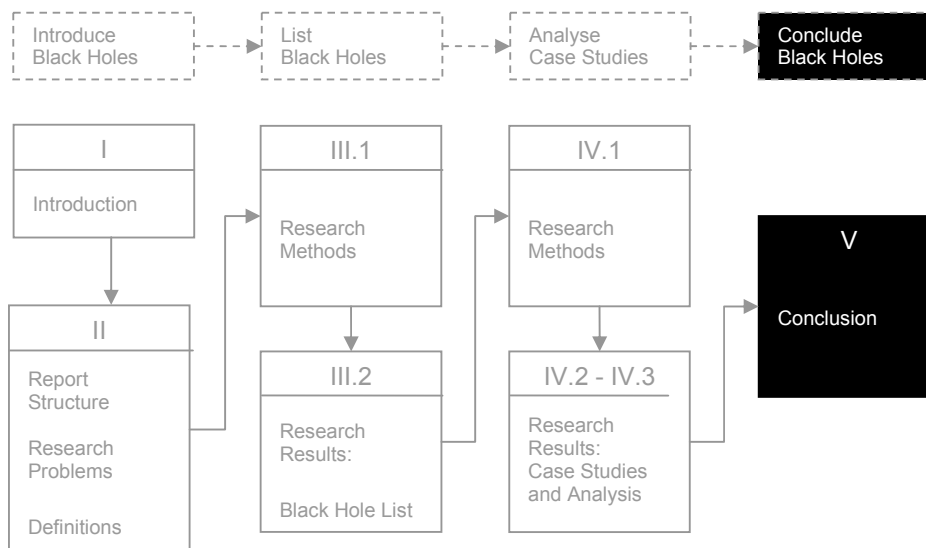 Introduce
Black Holes
List
Black Holes
Analyse
Case Studies
Conclude
Black Holes
I
Introduction
II
Report
Structure
Research
Problems
Definitions
III.1
Research
Methods
III.2
Research
Results:
Black Hole List
IV.1
Research
Methods
IV.2 - IV.3
Research
Results:
Case Studies
and Analysis
V
Conclusion